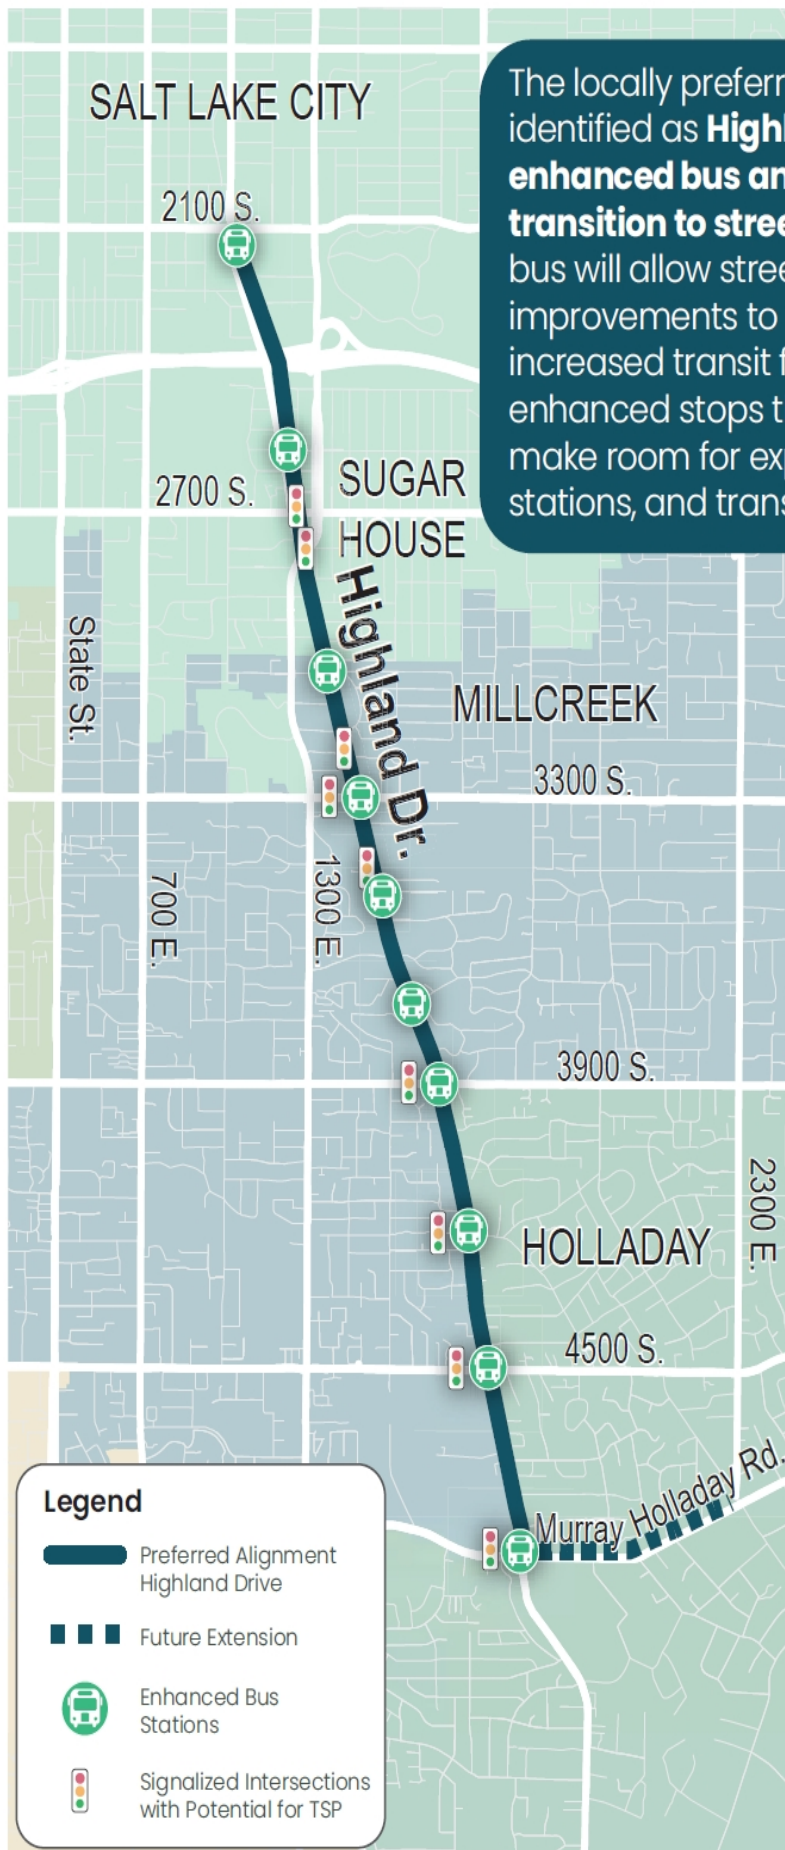 SALT LAKE CITY
2100 S.
The locally preferr
identified as Highl
enhanced bus an
transition to stree
bus will allow stree
improvements to
increased transit f
enhanced stops t
make room for exp
stations, and trans
2700 S.
SUGAR
HOUSE
Highland Dr.
State St.
MILLCREEK
3300 S.
700 E.
1300 E.
3900 S.
2300 E.
HOLLADAY
4500 S.
Murray Holladay Rd.
Legend
Preferred Alignment
Highland Drive
Future Extension
Enhanced Bus
Stations
Signalized Intersections
with Potential for TSP